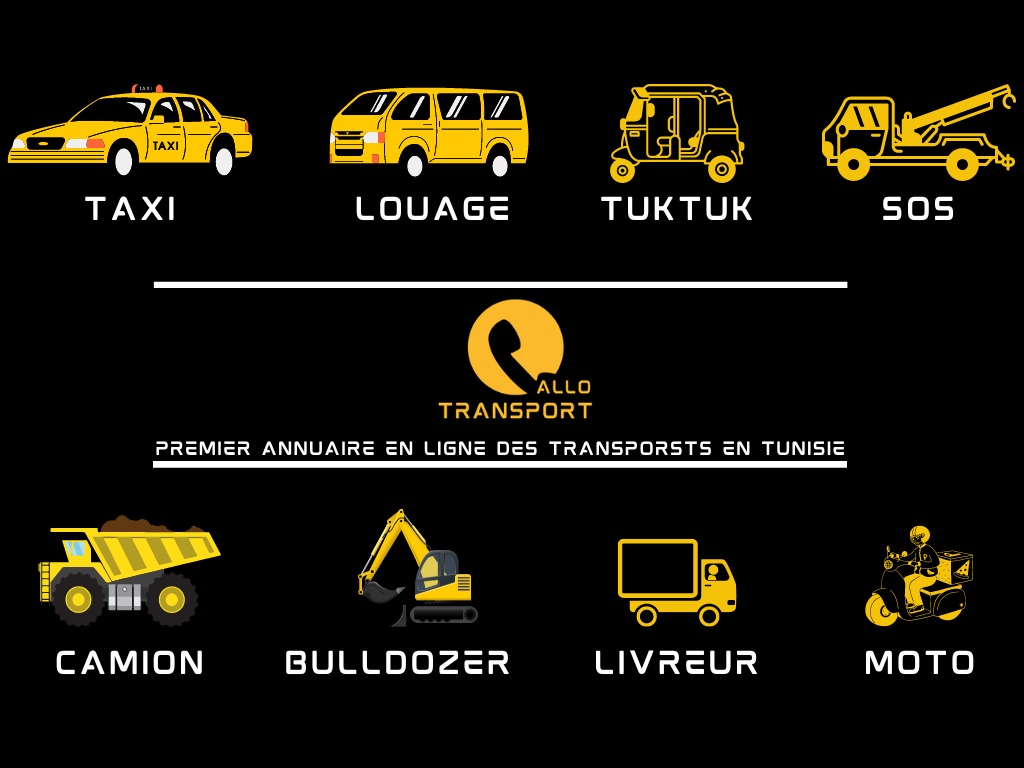 TAXI
TAXI
TAXI LOUAGE TUKTUK SOS
ALLO
TRANSPORT
PREMIER ANNUAIRE EN LIGNE DES TRANSPORSTS EN TUNISIE
CAMION BULLDOZER LIVREUR MOTO